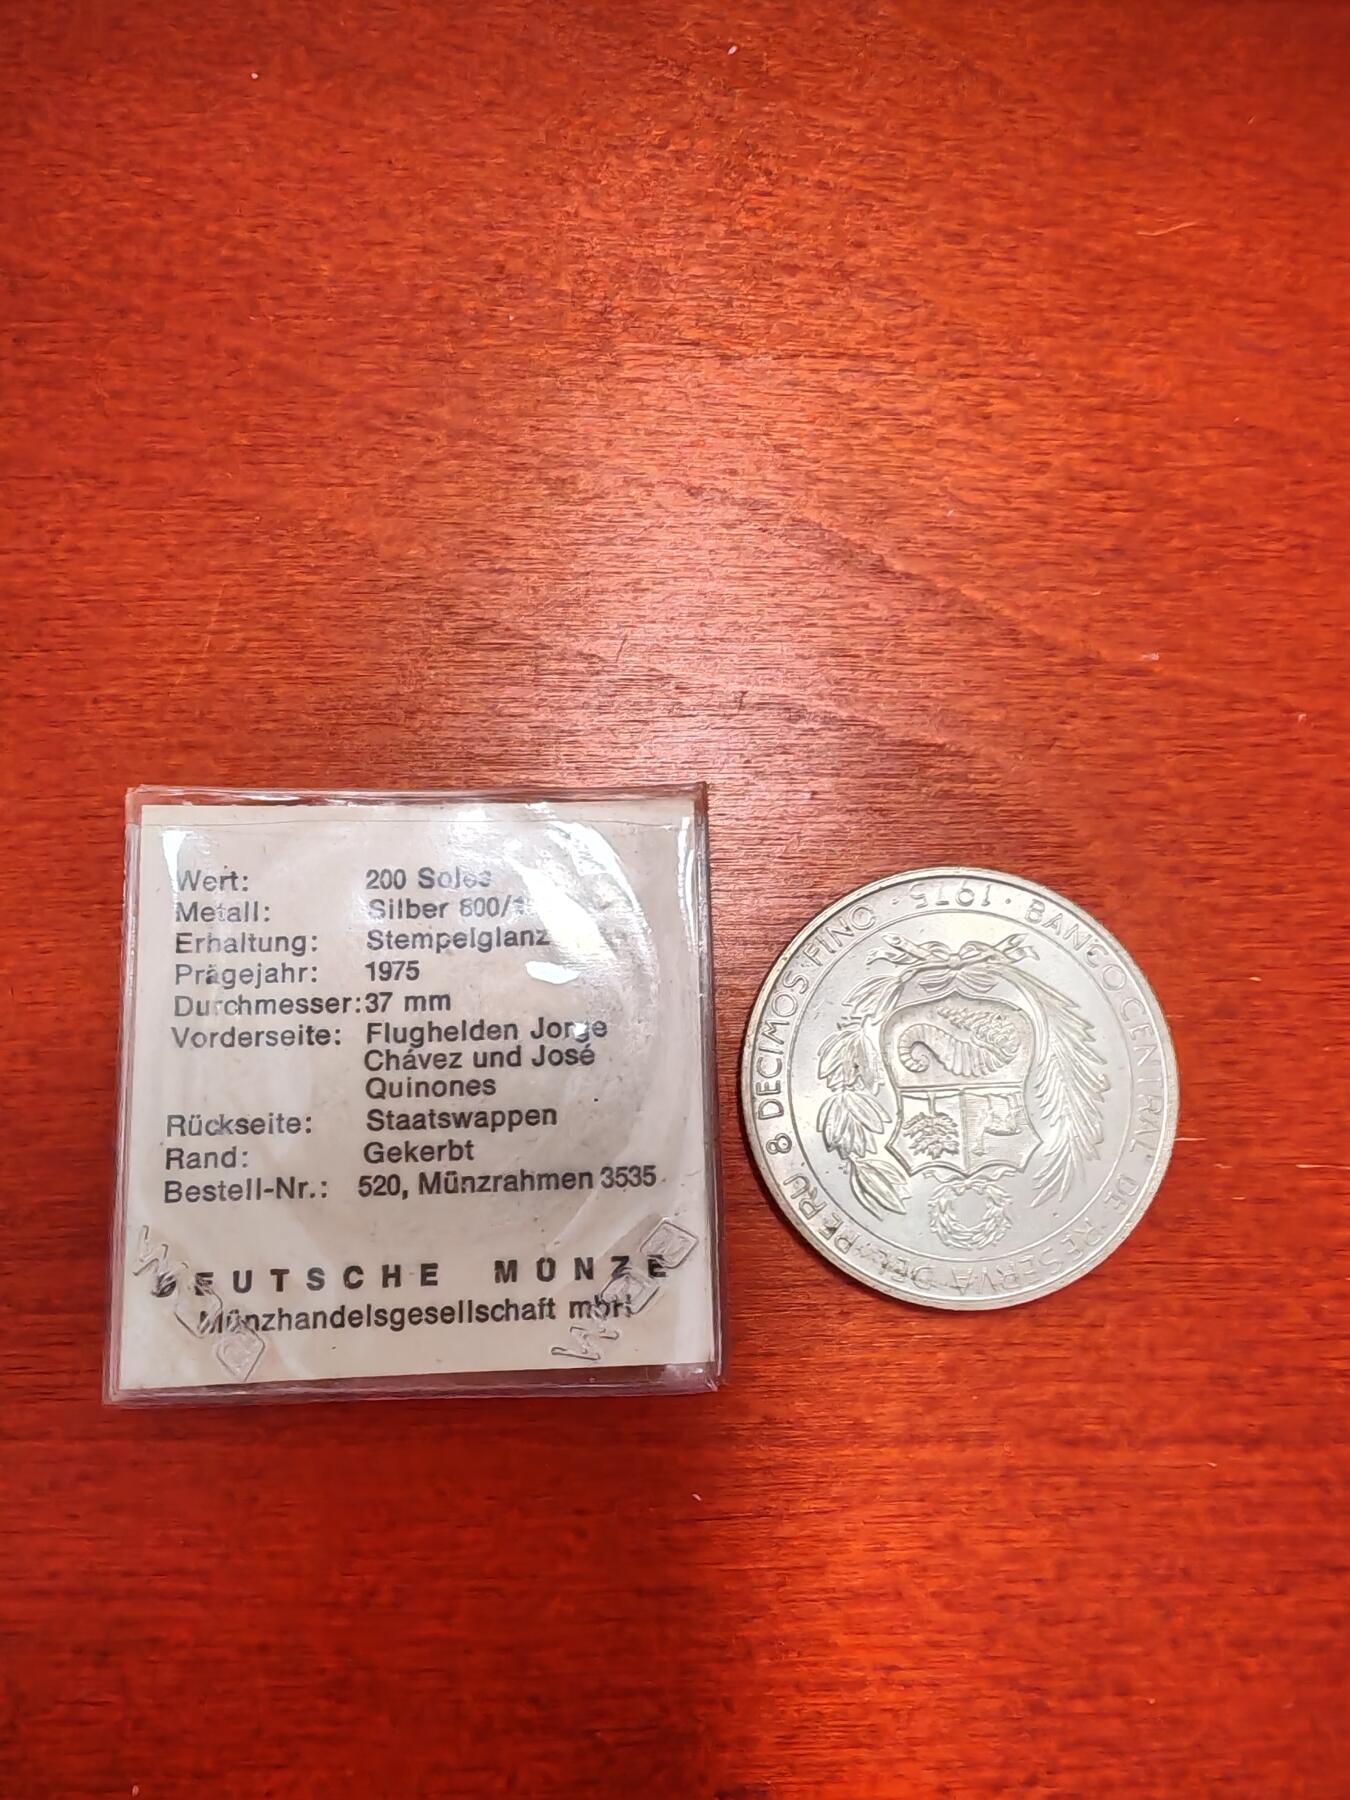 Wert: 200 Soles
Metall: Silber 800/1
Erhaltung: Stempelglanz
Prägejahr: 1975
Durchmesser: 37 mm
Vorderseite: Flughelden Jorge
Chávez und José
Quinones
Rückseite: Staatswappen
Rand: Gekerbt
Bestell-Nr.: 520, Münzrahmen 3535
DEUTSCHE MÜNZE
Münzhandelsgesellschaft mbH
BANCO CENTRAL DE RESERVA DEL PERU 8 DECIMOS FINO · 1975 ·